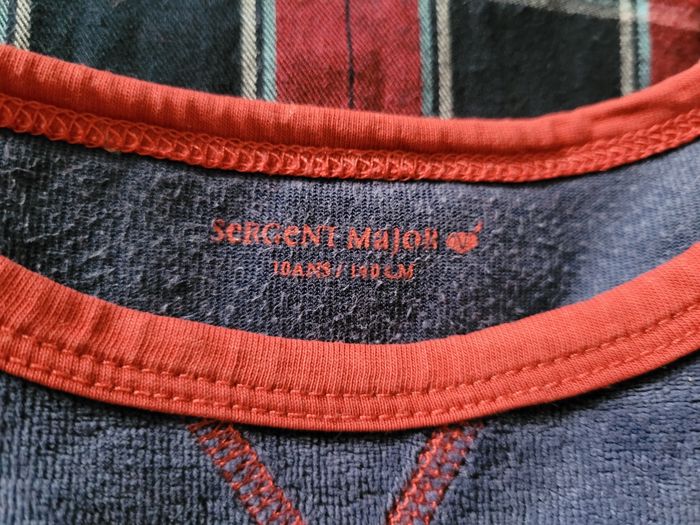 SeRGeNT MaJOR
10ANS / 140 CM